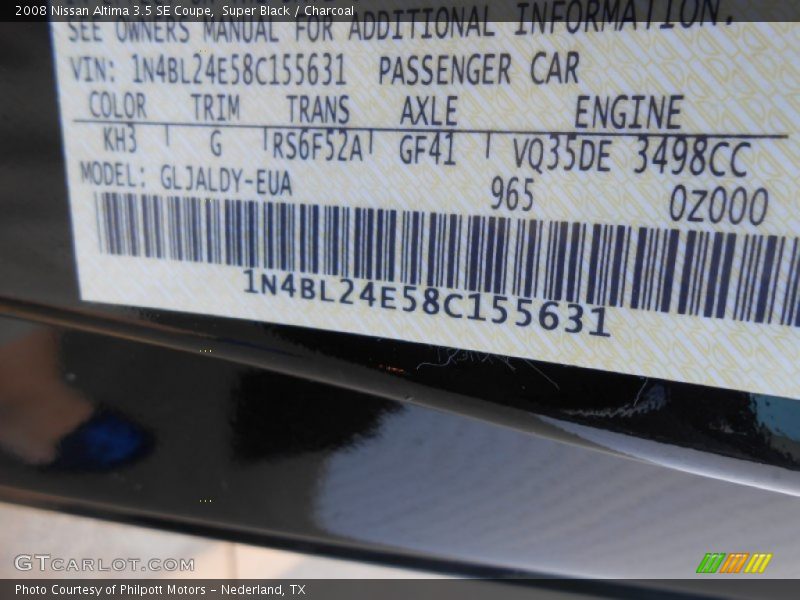 2008 Nissan Altima 3.5 SE Coupe, Super Black / Charcoal
SEE OWNERS MANUAL FOR ADDITIONAL INFORMATION.
VIN: 1N4BL24E58C155631 PASSENGER CAR
COLOR TRIM TRANS AXLE ENGINE
KH3 G RS6F52A GF41 VQ35DE 3498CC
MODEL: GLJALDY-EUA 965 0Z000
1N4BL24E58C155631
GTCARLOT.COM
Photo Courtesy of Philpott Motors - Nederland, TX